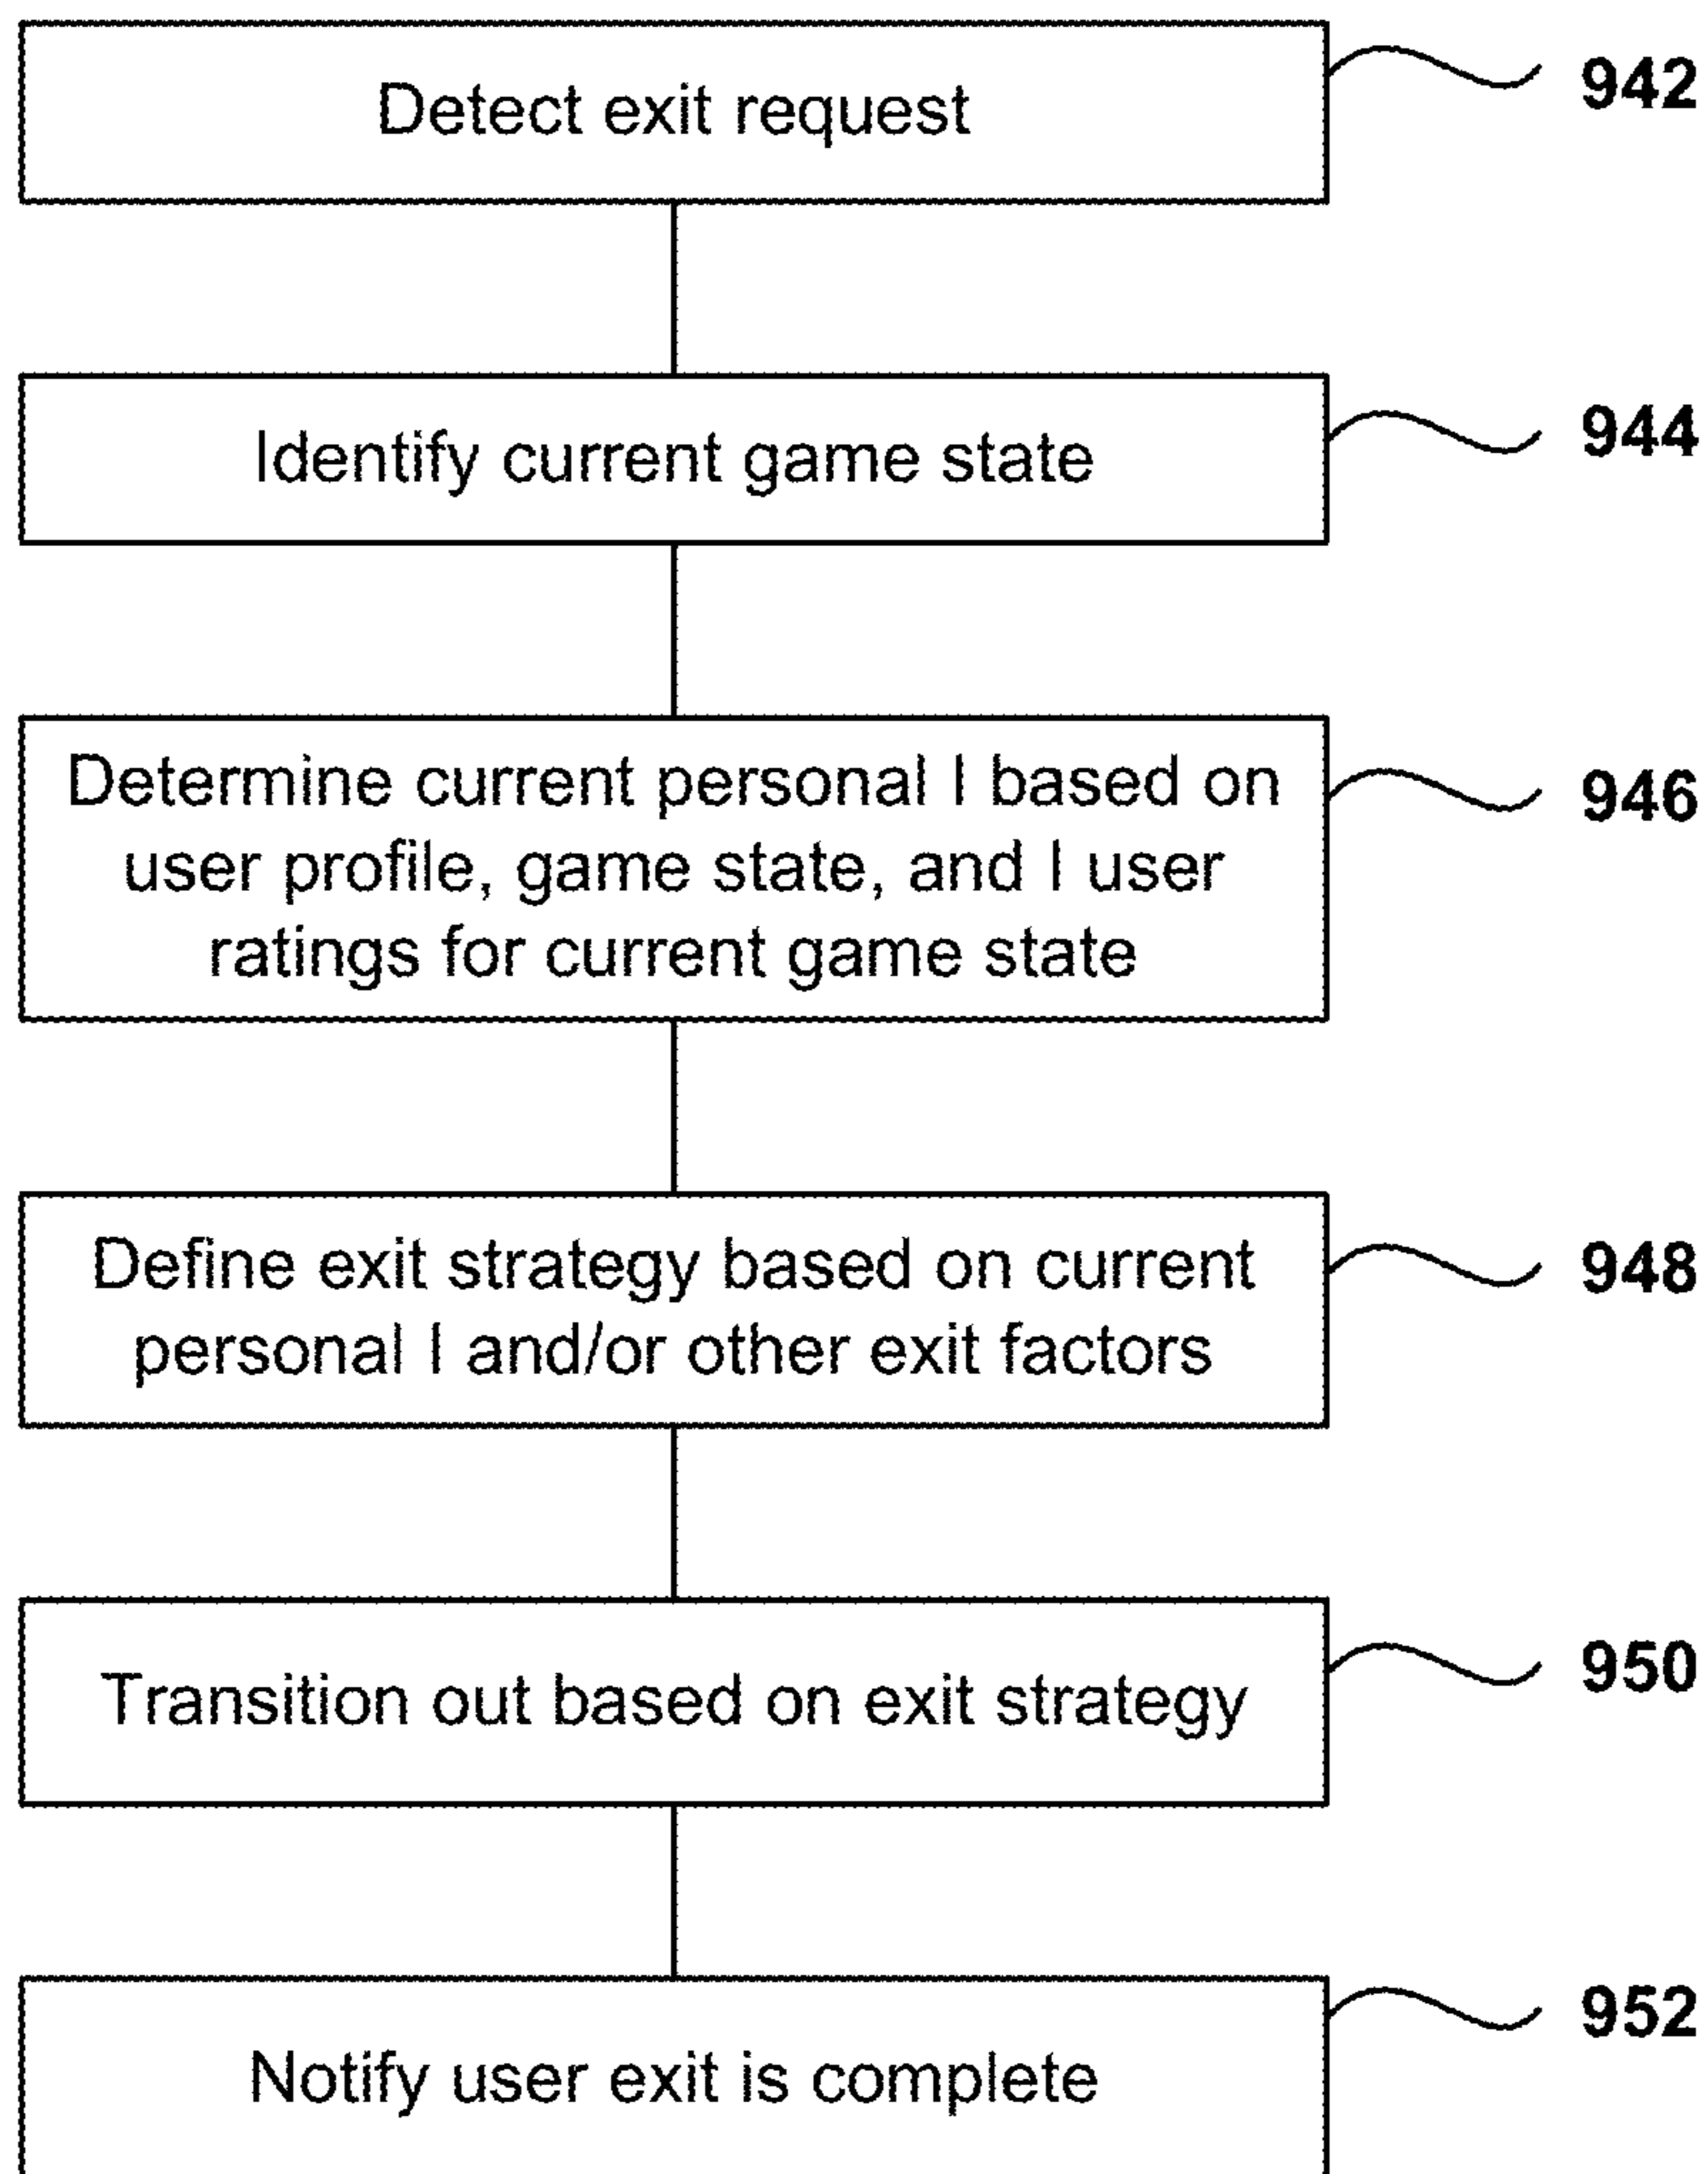 Detect exit request
942
Identify current game state
944
Determine current personal I based on
user profile, game state, and I user
ratings for current game state
946
Define exit strategy based on current
personal I and/or other exit factors
948
Transition out based on exit strategy
950
Notify user exit is complete
952